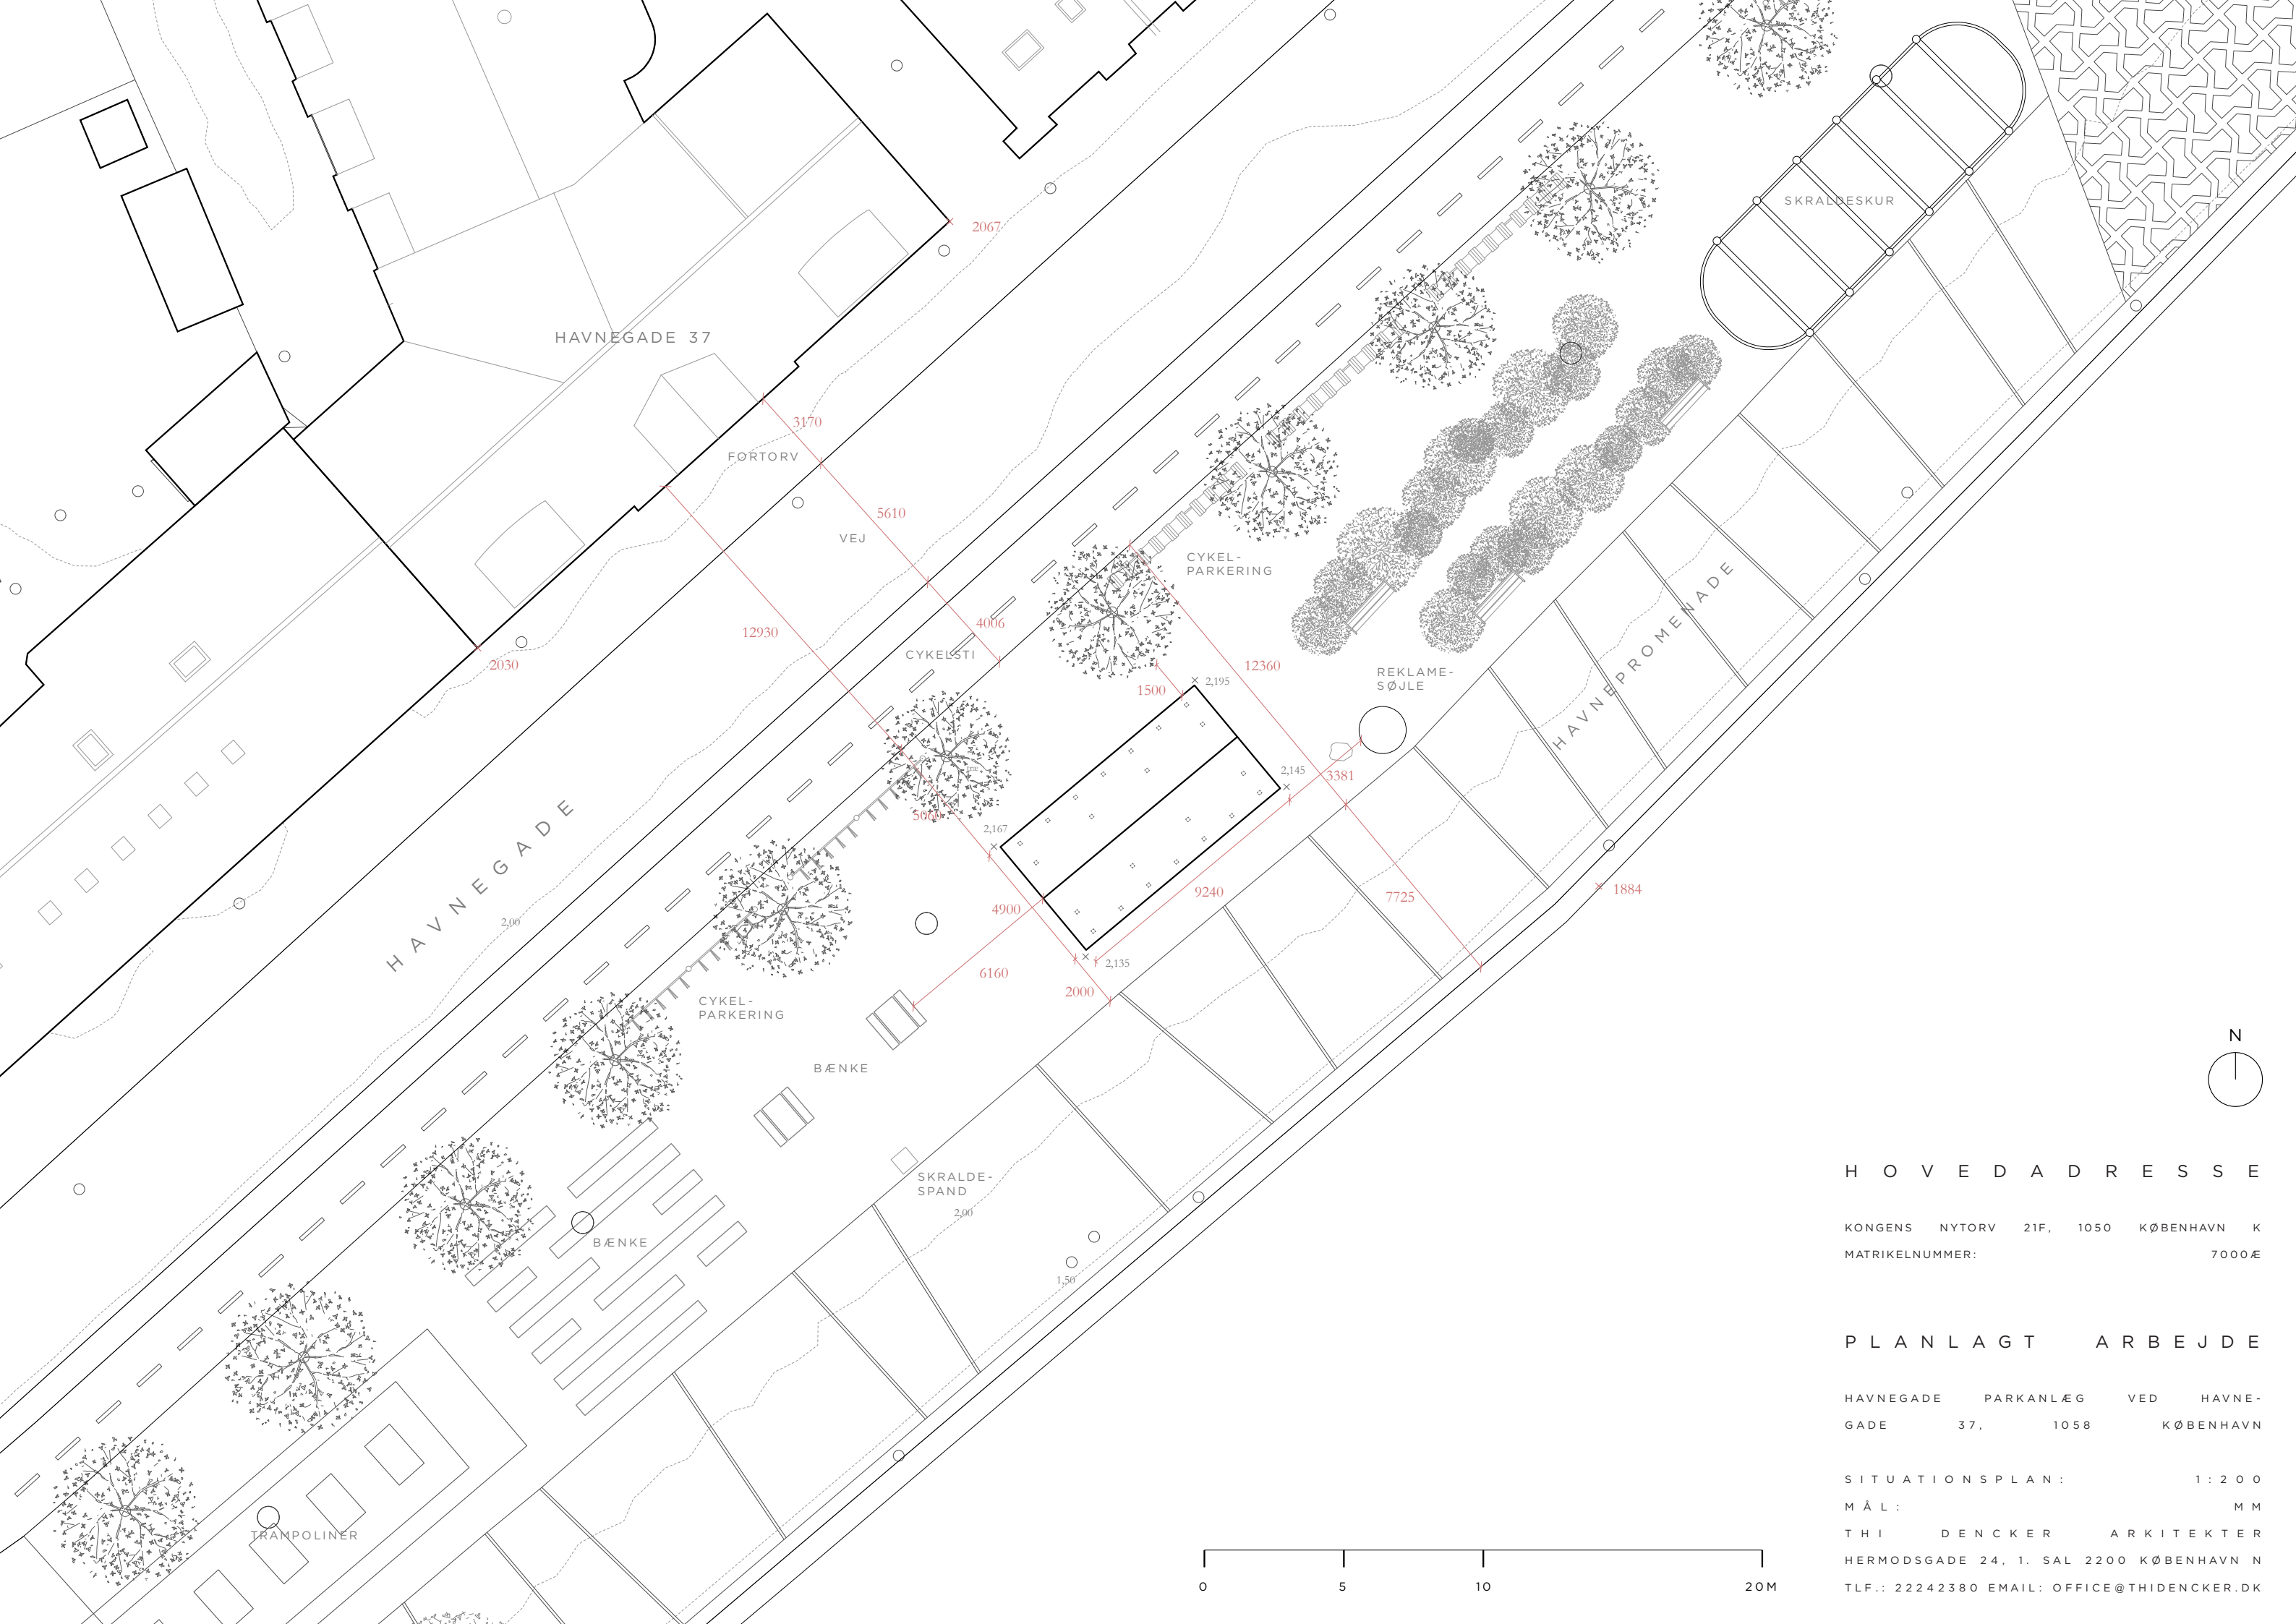 SKRALDESKUR
2067
HAVNEGADE 37
3170
FORTORV
5610
VEJ
CYKEL-
PARKERING
HAVNEPROMENADE
12930
4006
CYKELSTI
2030
12360
REKLAME-
SØJLE
1500
2,195
2,145
3381
5060
2,167
HAVNEGADE
2,00
4900
9240
7725
1884
2,135
6160
2000
CYKEL-
PARKERING
BÆNKE
SKRALDE-
SPAND
2,00
BÆNKE
1,50
TRAMPOLINER
N
HOVEDADRESSE
KONGENS NYTORV 21F, 1050 KØBENHAVN K
MATRIKELNUMMER: 7000Æ
PLANLAGT ARBEJDE
HAVNEGADE PARKANLÆG VED HAVNE-
GADE 37, 1058 KØBENHAVN
SITUATIONSPLAN: 1:200
MÅL: MM
THI DENCKER ARKITEKTER
HERMODSGADE 24, 1. SAL 2200 KØBENHAVN N
TLF.: 22242380 EMAIL: OFFICE@THIDENCKER.DK
0 5 10 20M